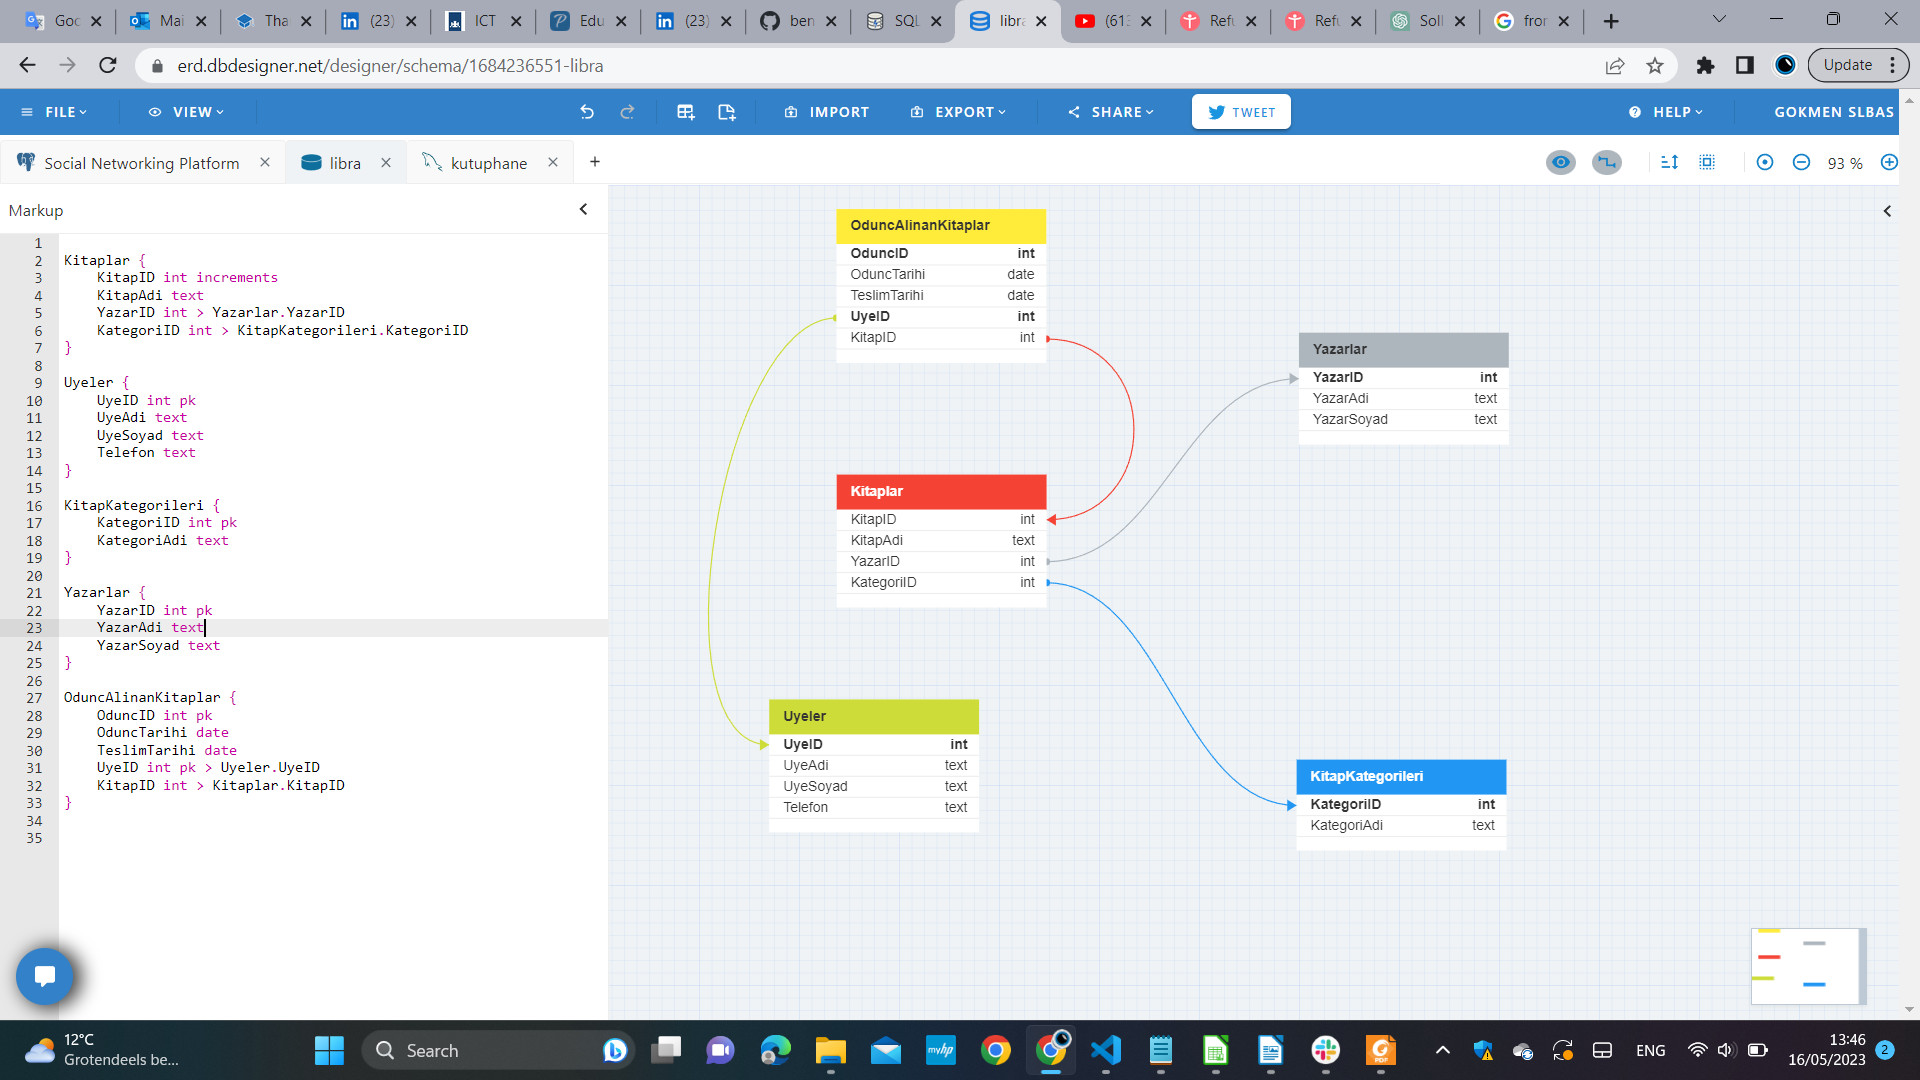 Goc
Mai
Tha
(23)
ICT
Edu
(23)
ben
SQL
libra
(613
Refu
Refu
Soll
fror
erd.dbdesigner.net/designer/schema/1684236551-libra
Update
FILE
VIEW
IMPORT
EXPORT
SHARE
TWEET
HELP
GOKMEN SLBAS
Social Networking Platform
libra
kutuphane
93 %
Markup
1
2 Kitaplar {
3 KitapID int increments
4 KitapAdi text
5 YazarID int > Yazarlar.YazarID
6 KategoriID int > KitapKategorileri.KategoriID
7 }
8
9 Uyeler {
10 UyeID int pk
11 UyeAdi text
12 UyeSoyad text
13 Telefon text
14 }
15
16 KitapKategorileri {
17 KategoriID int pk
18 KategoriAdi text
19 }
20
21 Yazarlar {
22 YazarID int pk
23 YazarAdi text
24 YazarSoyad text
25 }
26
27 OduncAlinanKitaplar {
28 OduncID int pk
29 OduncTarihi date
30 TeslimTarihi date
31 UyeID int pk > Uyeler.UyeID
32 KitapID int > Kitaplar.KitapID
33 }
34
35
OduncAlinanKitaplar
OduncID int
OduncTarihi date
TeslimTarihi date
UyeID int
KitapID int
Yazarlar
YazarID int
YazarAdi text
YazarSoyad text
Kitaplar
KitapID int
KitapAdi text
YazarID int
KategoriID int
Uyeler
UyeID int
UyeAdi text
UyeSoyad text
Telefon text
KitapKategorileri
KategoriID int
KategoriAdi text
12°C
Grotendeels be...
Search
myhp
PDF
ENG
13:46
16/05/2023
2